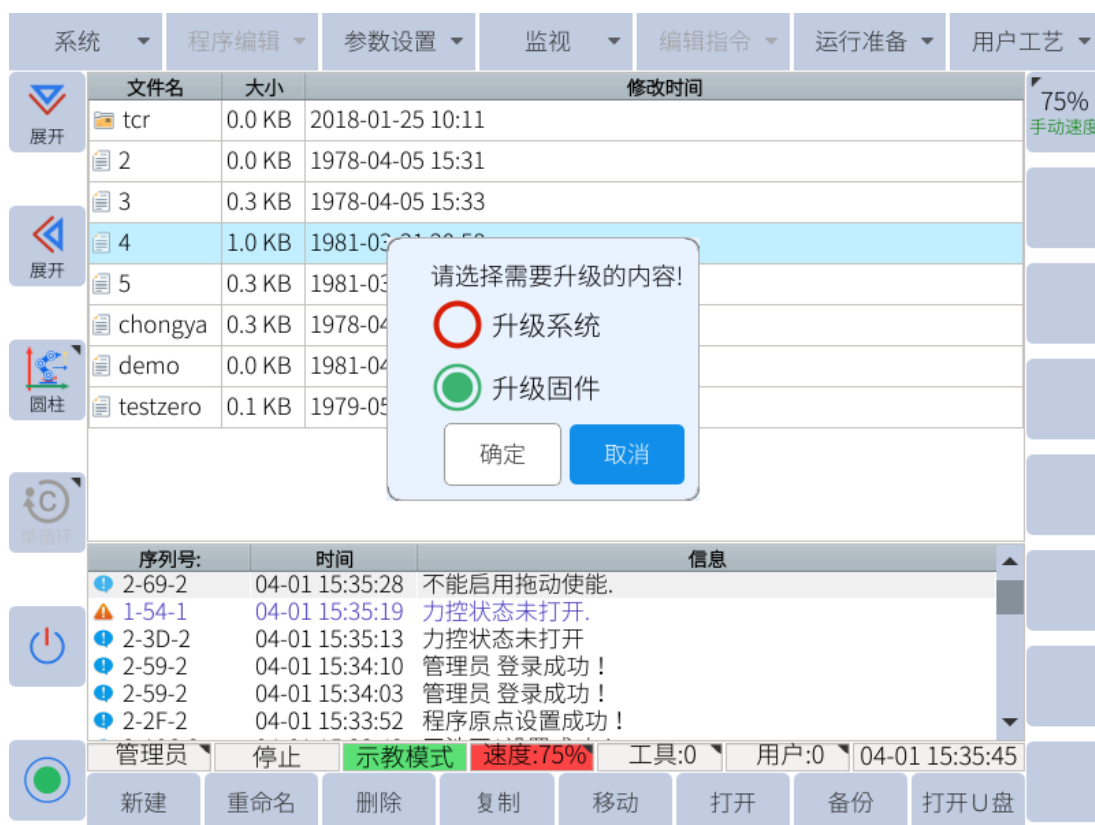 系统 程序编辑 参数设置 监视 编辑指令 运行准备 用户工艺
展开
展开
圆柱
单循环
文件名 大小 修改时间
tcr 0.0 KB 2018-01-25 10:11
2 0.0 KB 1978-04-05 15:31
3 0.3 KB 1978-04-05 15:33
4 1.0 KB
5 0.3 KB
chongya 0.3 KB
demo 0.0 KB
testzero 0.1 KB
请选择需要升级的内容!
升级系统
升级固件
确定 取消
75%
手动速度
序列号: 时间 信息
2-69-2 04-01 15:35:28 不能启用拖动使能.
1-54-1 04-01 15:35:19 力控状态未打开.
2-3D-2 04-01 15:35:13 力控状态未打开
2-59-2 04-01 15:34:10 管理员 登录成功！
2-59-2 04-01 15:34:03 管理员 登录成功！
2-2F-2 04-01 15:33:52 程序原点设置成功！
管理员 停止 示教模式 速度:75% 工具:0 用户:0 04-01 15:35:45
新建 重命名 删除 复制 移动 打开 备份 打开U盘